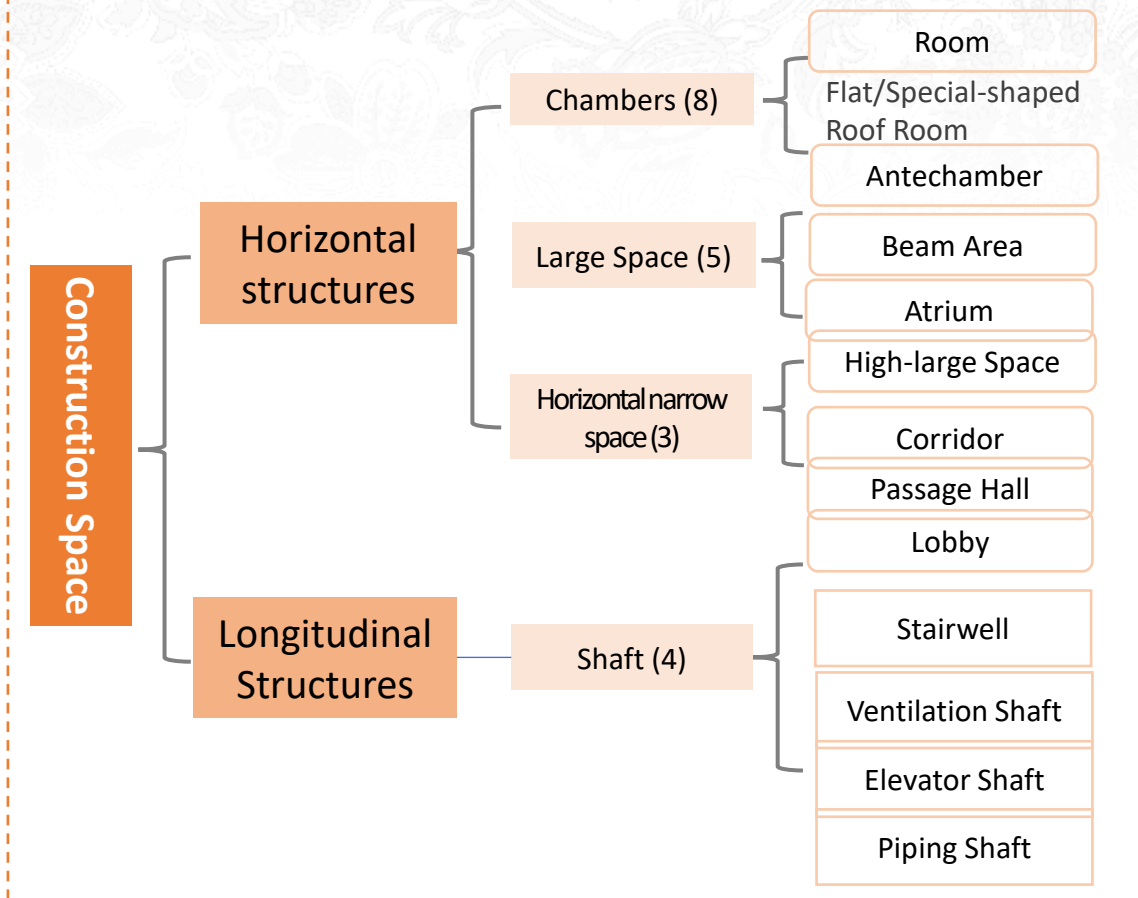 Construction Space
Horizontal
structures
Longitudinal
Structures
Chambers (8)
Large Space (5)
Horizontal narrow
space (3)
Shaft (4)
Room
Flat/Special-shaped
Roof Room
Antechamber
Beam Area
Atrium
High-large Space
Corridor
Passage Hall
Lobby
Stairwell
Ventilation Shaft
Elevator Shaft
Piping Shaft